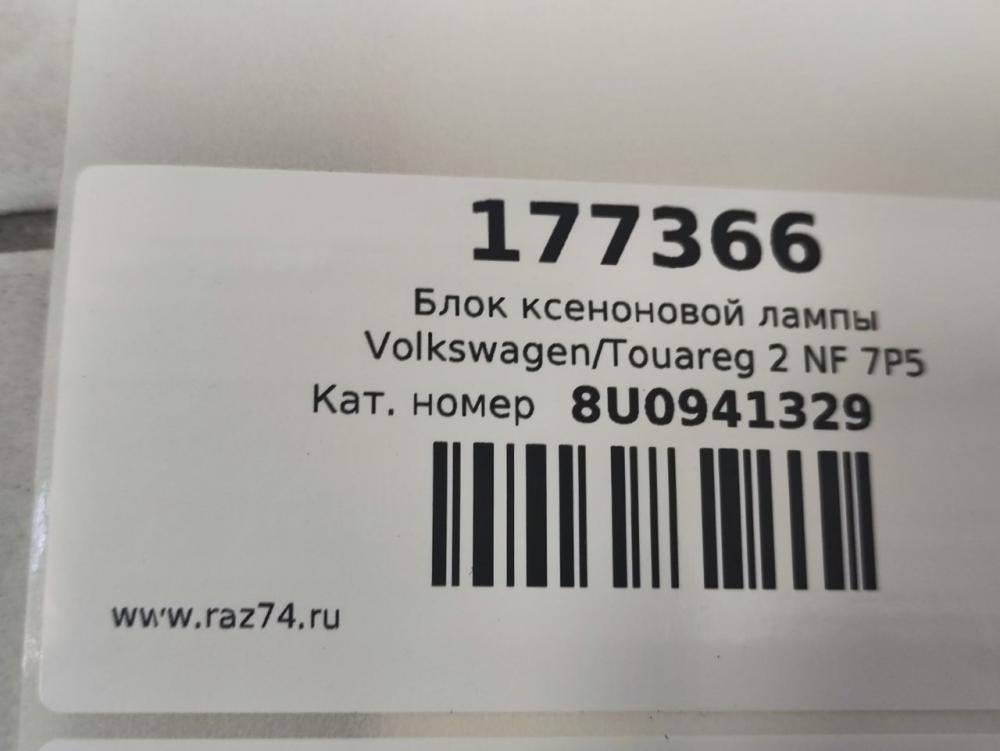 177366
Блок ксеноновой лампы
Volkswagen/Touareg 2 NF 7P5
Кат. номер 8U0941329
www.raz74.ru